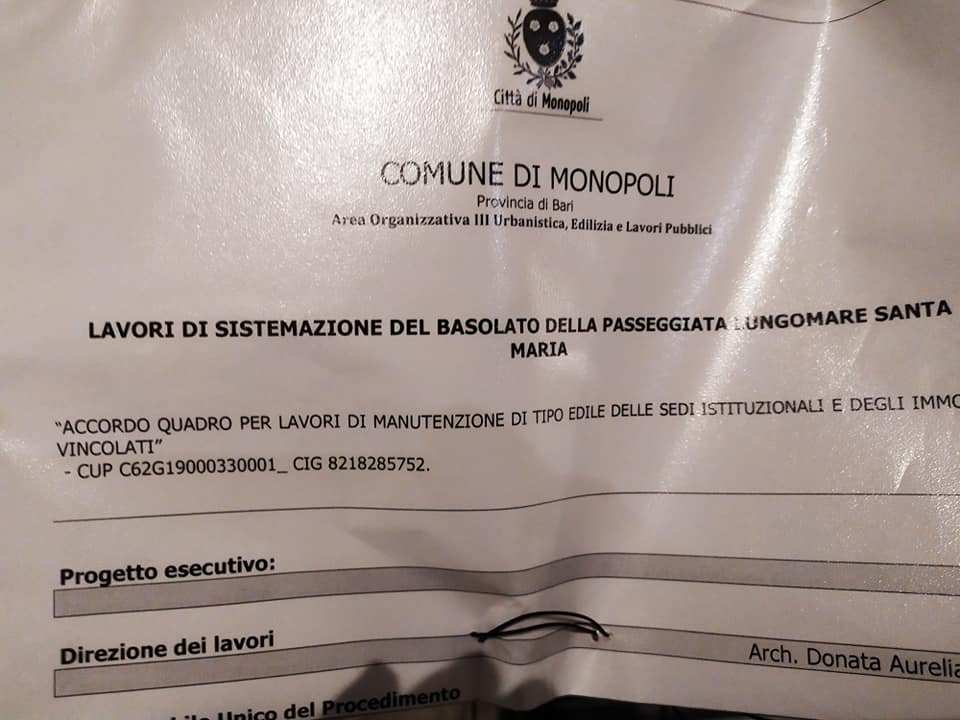 Città di Monopoli
COMUNE DI MONOPOLI
Provincia di Bari
Area Organizzativa III Urbanistica, Edilizia e Lavori Pubblici
LAVORI DI SISTEMAZIONE DEL BASOLATO DELLA PASSEGGIATA LUNGOMARE SANTA
MARIA
“ACCORDO QUADRO PER LAVORI DI MANUTENZIONE DI TIPO EDILE DELLE SEDI ISTITUZIONALI E DEGLI IMMO
VINCOLATI”
- CUP C62G19000330001_ CIG 8218285752.
Progetto esecutivo:
Direzione dei lavori
Arch. Donata Aurelia
Unico del Procedimento